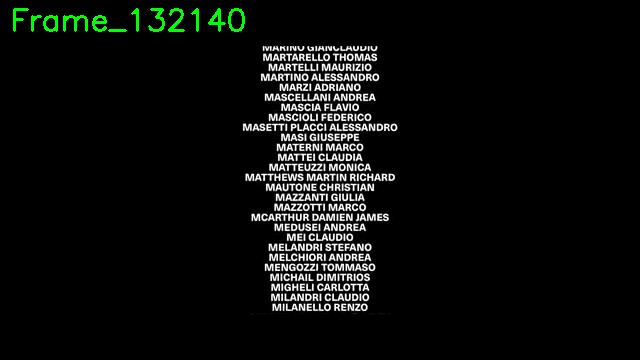 Frame_132140
MARINO GIANCLAUDIO
MARTARELLO THOMAS
MARTELLI MAURIZIO
MARTINO ALESSANDRO
MARZI ADRIANO
MASCELLANI ANDREA
MASCIA FLAVIO
MASCIOLI FEDERICO
MASETTI PLACCI ALESSANDRO
MASI GIUSEPPE
MATERNI MARCO
MATTEI CLAUDIA
MATTEUZZI MONICA
MATTHEWS MARTIN RICHARD
MAUTONE CHRISTIAN
MAZZANTI GIULIA
MAZZOTTI MARCO
MCARTHUR DAMIEN JAMES
MEDUSEI ANDREA
MEI CLAUDIO
MELANDRI STEFANO
MELCHIORI ANDREA
MENGOZZI TOMMASO
MICHAIL DIMITRIOS
MIGHELI CARLOTTA
MILANDRI CLAUDIO
MILANELLO RENZO